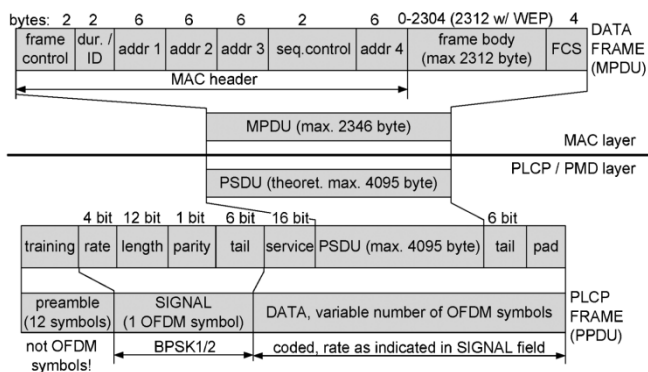 bytes: 2 2 6 6 6 2 6 0-2304 (2312 w/ WEP) 4
frame control dur. / ID addr 1 addr 2 addr 3 seq.control addr 4 frame body (max 2312 byte) FCS
DATA FRAME (MPDU)
MAC header
MPDU (max. 2346 byte)
MAC layer
PLCP / PMD layer
PSDU (theoret. max. 4095 byte)
4 bit 12 bit 1 bit 6 bit 16 bit 6 bit
training rate length parity tail service PSDU (max. 4095 byte) tail pad
preamble (12 symbols) SIGNAL (1 OFDM symbol) DATA, variable number of OFDM symbols
PLCP FRAME (PPDU)
not OFDM symbols! BPSK1/2 coded, rate as indicated in SIGNAL field